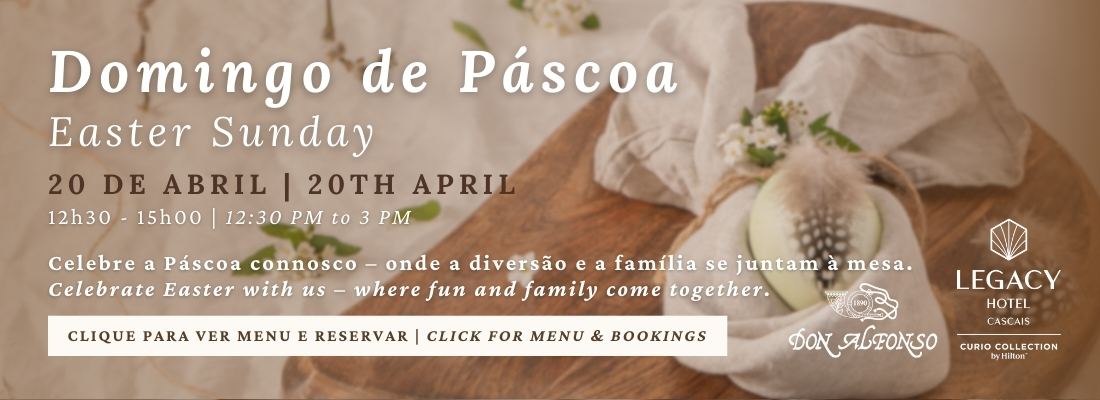 Domingo de Páscoa
Easter Sunday
20 DE ABRIL | 20TH APRIL
12h30 - 15h00 | 12:30 PM to 3 PM
Celebre a Páscoa connosco – onde a diversão e a família se juntam à mesa.
Celebrate Easter with us – where fun and family come together.
CLIQUE PARA VER MENU E RESERVAR | CLICK FOR MENU & BOOKINGS
1890
DON ALFONSO
LEGACY
HOTEL
CASCAIS
CURIO COLLECTION
by Hilton™